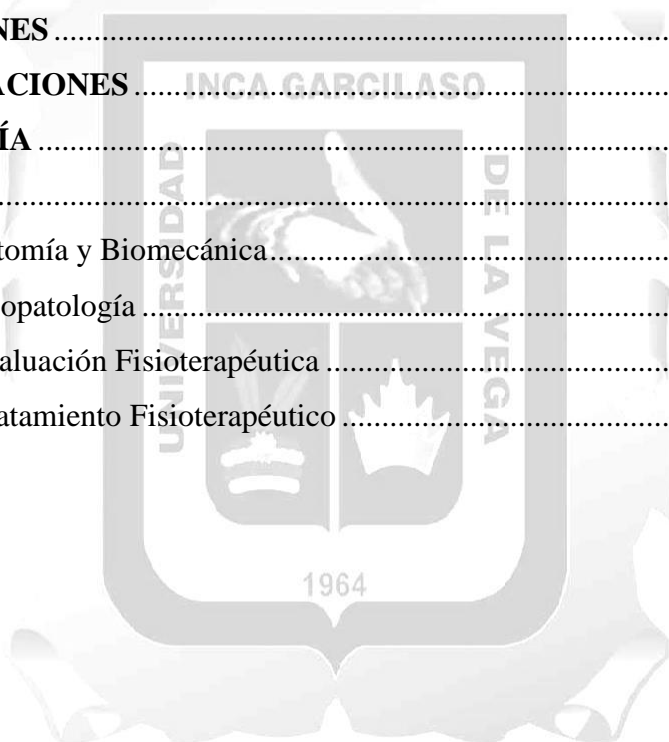 NES ........................................................................
ACIONES ........................................................................
ÍA ........................................................................
........................................................................
tomía y Biomecánica ........................................................................
opatología ........................................................................
aluación Fisioterapéutica ........................................................................
atamiento Fisioterapéutico ........................................................................
UNIVERSIDAD
INCA GARCILASO
DE LA VEGA
1964